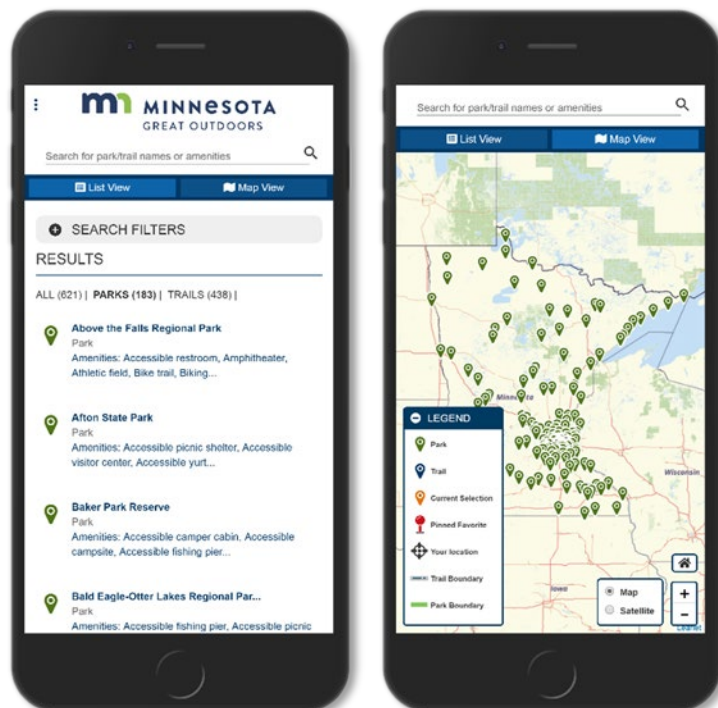 mn MINNESOTA
GREAT OUTDOORS
Search for park/trail names or amenities
List View
Map View
SEARCH FILTERS
RESULTS
ALL (621) | PARKS (183) | TRAILS (438) |
Above the Falls Regional Park
Park
Amenities: Accessible restroom, Amphitheater,
Athletic field, Bike trail, Biking...
Afton State Park
Park
Amenities: Accessible picnic shelter, Accessible
visitor center, Accessible yurt...
Baker Park Reserve
Park
Amenities: Accessible camper cabin, Accessible
campsite, Accessible fishing pier...
Bald Eagle-Otter Lakes Regional Par...
Park
Amenities: Accessible fishing pier, Accessible picnic
Search for park/trail names or amenities
List View
Map View
Minnesota
Wisconsin
Iowa
LEGEND
Park
Trail
Current Selection
Pinned Favorite
Your location
Trail Boundary
Park Boundary
Map
Satellite
+
−
Leaflet